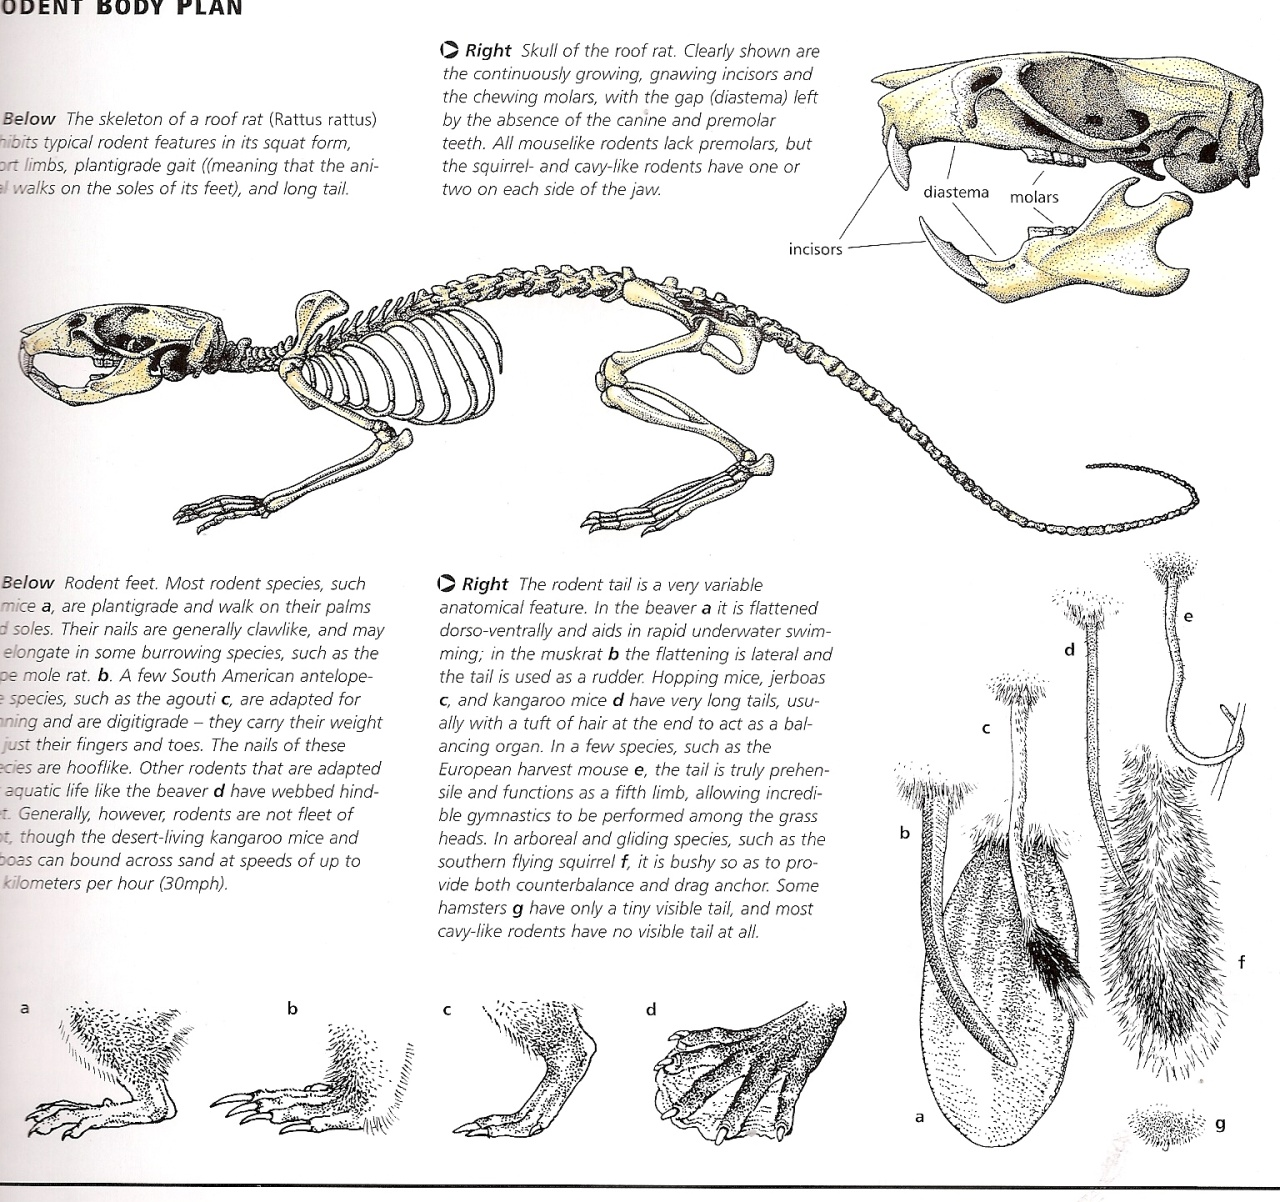 ODENT BODY PLAN
Below The skeleton of a roof rat (Rattus rattus)
hibits typical rodent features in its squat form,
ort limbs, plantigrade gait ((meaning that the ani-
al walks on the soles of its feet), and long tail.
Right Skull of the roof rat. Clearly shown are
the continuously growing, gnawing incisors and
the chewing molars, with the gap (diastema) left
by the absence of the canine and premolar
teeth. All mouselike rodents lack premolars, but
the squirrel- and cavy-like rodents have one or
two on each side of the jaw.
diastema
molars
incisors
Below Rodent feet. Most rodent species, such
mice a, are plantigrade and walk on their palms
d soles. Their nails are generally clawlike, and may
elongate in some burrowing species, such as the
pe mole rat. b. A few South American antelope-
e species, such as the agouti c, are adapted for
nning and are digitigrade – they carry their weight
just their fingers and toes. The nails of these
ecies are hooflike. Other rodents that are adapted
aquatic life like the beaver d have webbed hind-
et. Generally, however, rodents are not fleet of
ot, though the desert-living kangaroo mice and
boas can bound across sand at speeds of up to
kilometers per hour (30mph).
Right The rodent tail is a very variable
anatomical feature. In the beaver a it is flattened
dorso-ventrally and aids in rapid underwater swim-
ming; in the muskrat b the flattening is lateral and
the tail is used as a rudder. Hopping mice, jerboas
c, and kangaroo mice d have very long tails, usu-
ally with a tuft of hair at the end to act as a bal-
ancing organ. In a few species, such as the
European harvest mouse e, the tail is truly prehen-
sile and functions as a fifth limb, allowing incredi-
ble gymnastics to be performed among the grass
heads. In arboreal and gliding species, such as the
southern flying squirrel f, it is bushy so as to pro-
vide both counterbalance and drag anchor. Some
hamsters g have only a tiny visible tail, and most
cavy-like rodents have no visible tail at all.
e
d
c
b
f
a
g
a
b
c
d